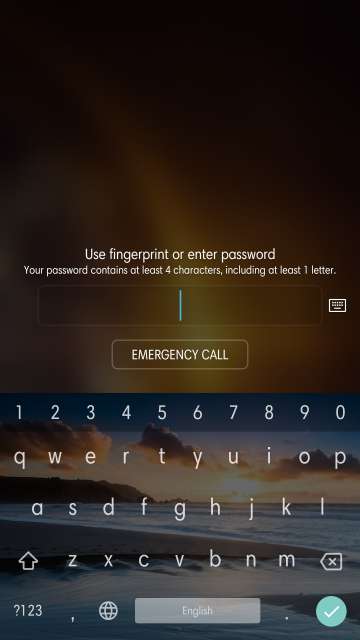 Use fingerprint or enter password
Your password contains at least 4 characters, including at least 1 letter.
EMERGENCY CALL
1 2 3 4 5 6 7 8 9 0
q w e r t y u i o p
a s d f g h j k l
z x c v b n m
?123 , English .